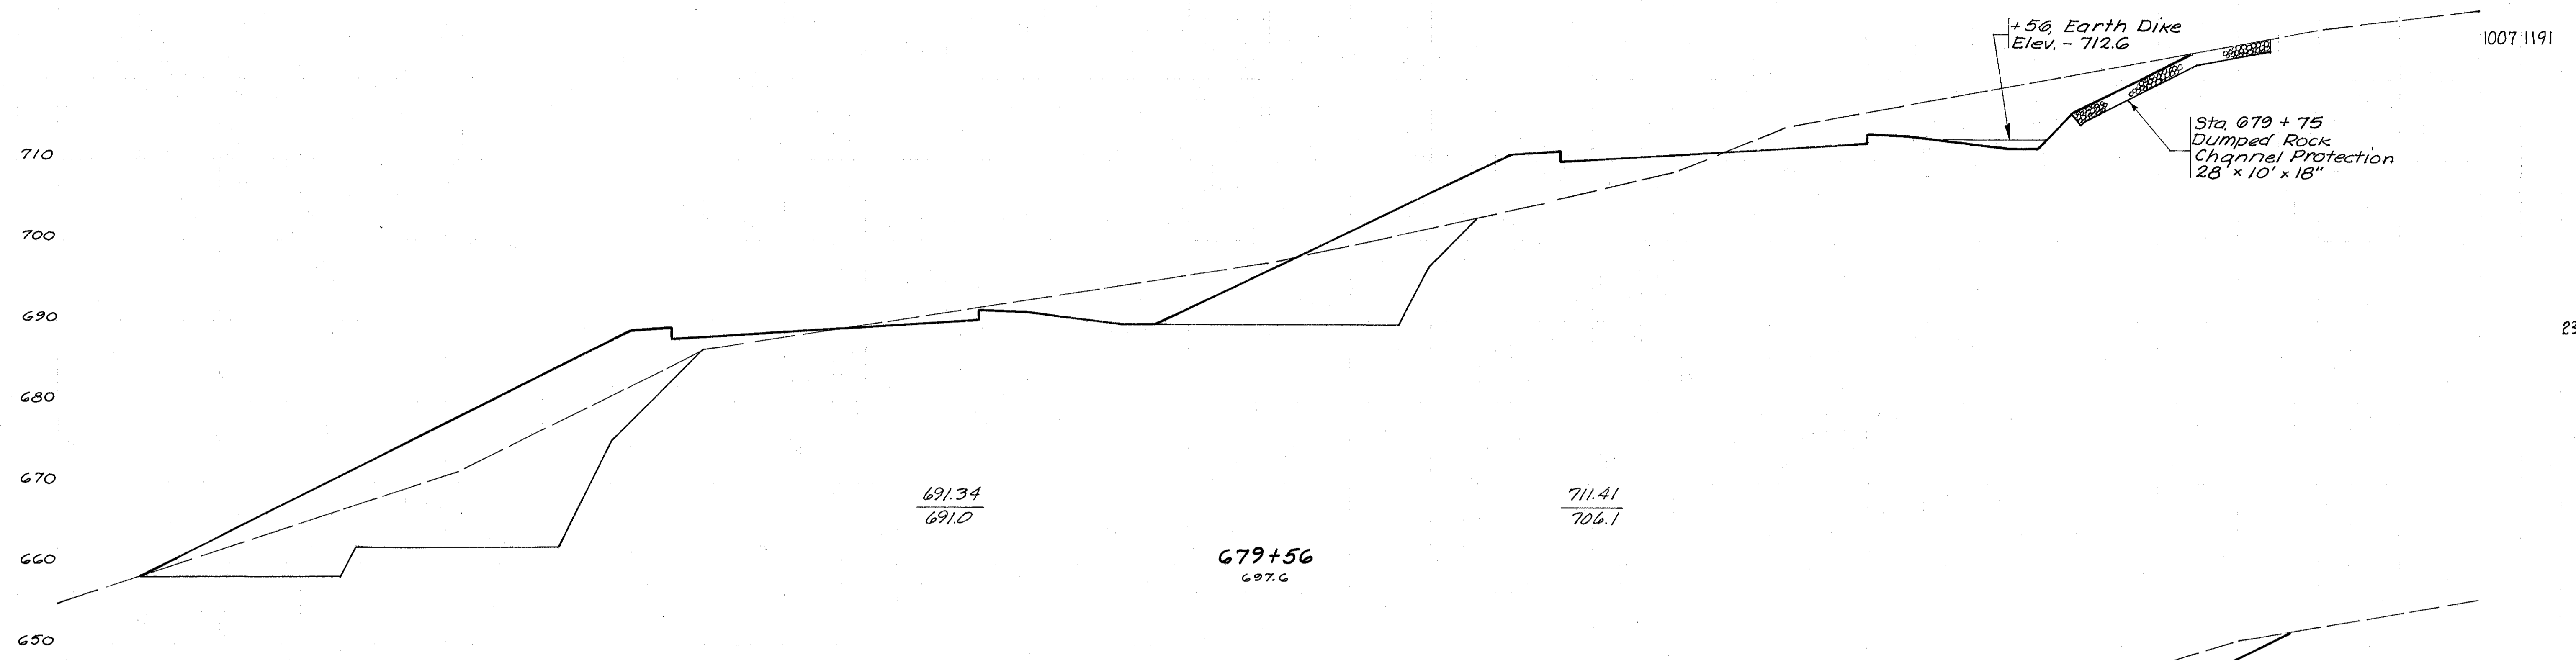 +56, Earth Dike
Elev. - 712.6
1007 1191
Sta. 679 + 75
Dumped Rock
Channel Protection
28' × 10' × 18"
710
700
690
23
680
670
691.34
691.0
711.41
706.1
660
679+56
697.6
650